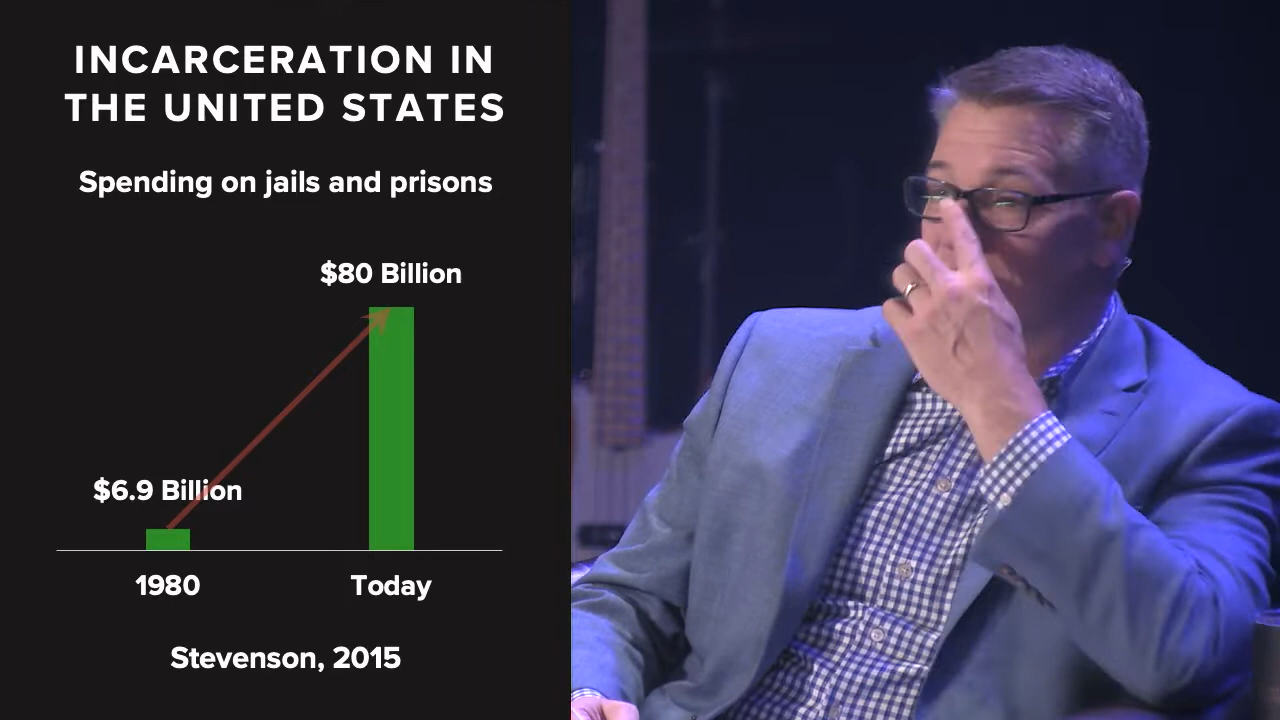 INCARCERATION IN
THE UNITED STATES
Spending on jails and prisons
$80 Billion
$6.9 Billion
1980
Today
Stevenson, 2015